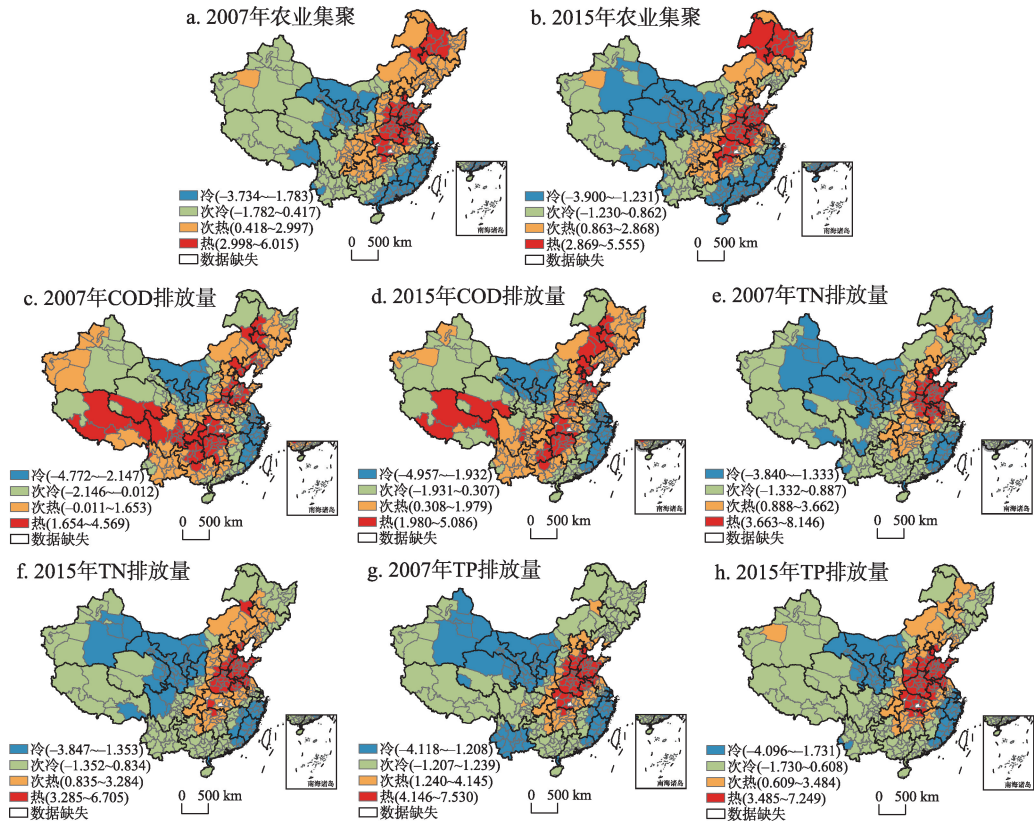 a. 2007年农业集聚
冷(−3.734~−1.783)
次冷(−1.782~0.417)
次热(0.418~2.997)
热(2.998~6.015)
数据缺失
0 500 km
南海诸岛
b. 2015年农业集聚
冷(−3.900~−1.231)
次冷(−1.230~0.862)
次热(0.863~2.868)
热(2.869~5.555)
数据缺失
0 500 km
南海诸岛
c. 2007年COD排放量
冷(−4.772~−2.147)
次冷(−2.146~−0.012)
次热(−0.011~1.653)
热(1.654~4.569)
数据缺失
0 500 km
南海诸岛
d. 2015年COD排放量
冷(−4.957~−1.932)
次冷(−1.931~0.307)
次热(0.308~1.979)
热(1.980~5.086)
数据缺失
0 500 km
南海诸岛
e. 2007年TN排放量
冷(−3.840~−1.333)
次冷(−1.332~0.887)
次热(0.888~3.662)
热(3.663~8.146)
数据缺失
0 500 km
南海诸岛
f. 2015年TN排放量
冷(−3.847~−1.353)
次冷(−1.352~0.834)
次热(0.835~3.284)
热(3.285~6.705)
数据缺失
0 500 km
南海诸岛
g. 2007年TP排放量
冷(−4.118~−1.208)
次冷(−1.207~1.239)
次热(1.240~4.145)
热(4.146~7.530)
数据缺失
0 500 km
南海诸岛
h. 2015年TP排放量
冷(−4.096~−1.731)
次冷(−1.730~0.608)
次热(0.609~3.484)
热(3.485~7.249)
数据缺失
0 500 km
南海诸岛